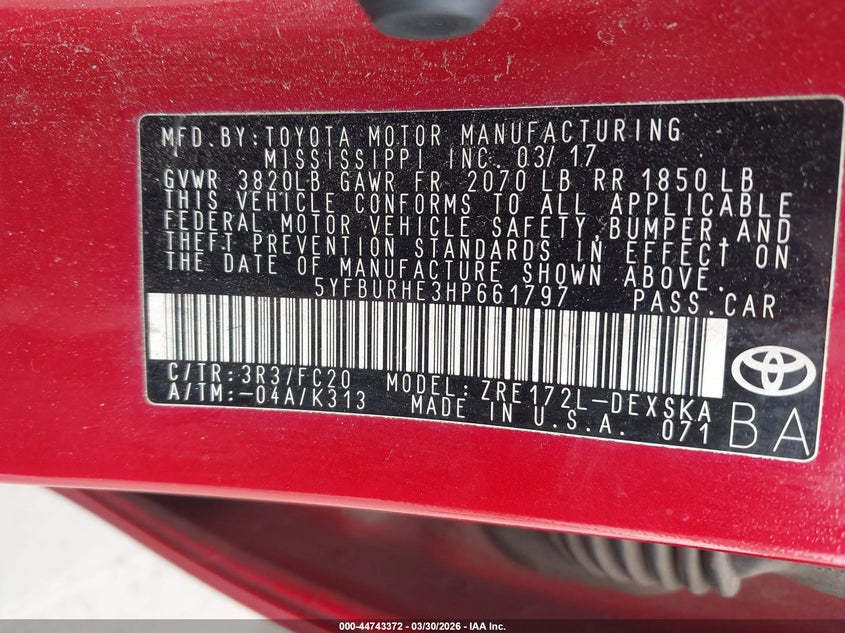 MFD.BY:TOYOTA MOTOR MANUFACTURING
MISSISSIPPI INC. 03/17
GVWR 3820LB GAWR FR 2070 LB RR 1850 LB
THIS VEHICLE CONFORMS TO ALL APPLICABLE
FEDERAL MOTOR VEHICLE SAFETY,BUMPER,AND
THEFT PREVENTION STANDARDS IN EFFECT ON
THE DATE OF MANUFACTURE SHOWN ABOVE.
5YFBURHE3HP661797 PASS.CAR
C/TR:3R3/FC20 MODEL:ZRE172L-DEXSKA
A/TM:-04A/K313 MADE IN U.S.A. 071
BA
000-44743372 | 03/30/2026 - IAA Inc.